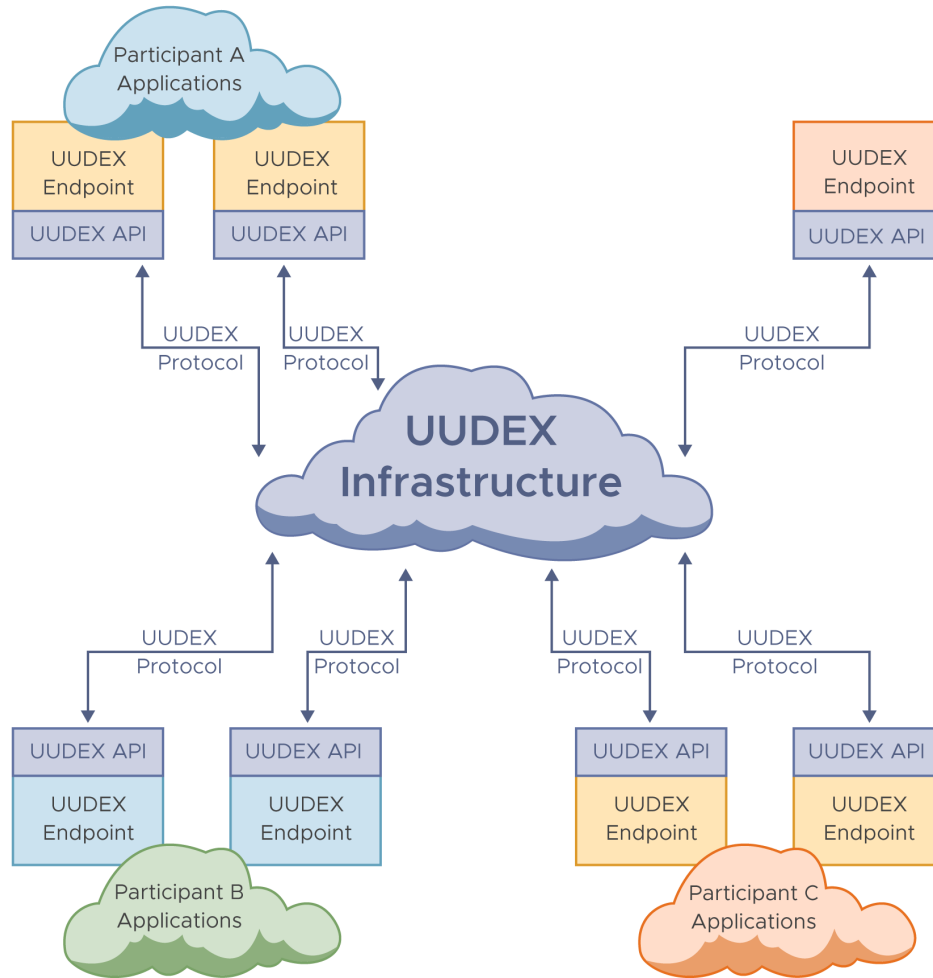 Participant A
Applications
UUDEX
Endpoint
UUDEX API
UUDEX
Endpoint
UUDEX API
UUDEX
Endpoint
UUDEX API
UUDEX
Protocol
UUDEX
Protocol
UUDEX
Protocol
UUDEX
Infrastructure
UUDEX
Protocol
UUDEX
Protocol
UUDEX
Protocol
UUDEX
Protocol
UUDEX API
UUDEX
Endpoint
UUDEX API
UUDEX
Endpoint
Participant B
Applications
UUDEX API
UUDEX
Endpoint
UUDEX API
UUDEX
Endpoint
Participant C
Applications